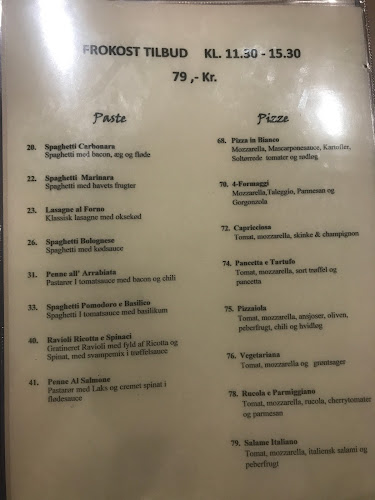 FROKOST TILBUD KL. 11.30 - 15.30
79 ,- Kr.
Paste
20. Spaghetti Carbonara
Spaghetti med bacon, æg og fløde
22. Spaghetti Marinara
Spaghetti med havets frugter
23. Lasagne al Forno
Klassisk lasagne med oksekød
26. Spaghetti Bolognese
Spaghetti med kødsauce
31. Penne all' Arrabiata
Pastarør I tomatsauce med bacon og chili
33. Spaghetti Pomodoro e Basilico
Spaghetti I tomatsauce med basilikum
40. Ravioli Ricotta e Spinaci
Gratineret Ravioli med fyld af Ricotta og
Spinat, med svampemix i trøffelsauce
41. Penne Al Salmone
Pastarør med Laks og cremet spinat i
flødesauce
Pizze
68. Pizza in Bianco
Mozzarella, Mascarponesauce, Kartofler,
Soltørrede tomater og rødløg
70. 4-Formaggi
Mozzarella,Taleggio, Parmesan og
Gorgonzola
72. Capricciosa
Tomat, mozzarella, skinke & champignon
74. Pancetta e Tartufo
Tomat, mozzarella, sort trøffel og
pancetta
75. Pizzaiola
Tomat, mozzarella, ansjoser, oliven,
peberfrugt, chili og hvidløg
76. Vegetariana
Tomat, mozzarella og grøntsager
78. Rucola e Parmiggiano
Tomat, mozzarella, rucola, cherrytomater
og parmesan
79. Salame Italiano
Tomat, mozzarella, italiensk salami og
peberfrugt